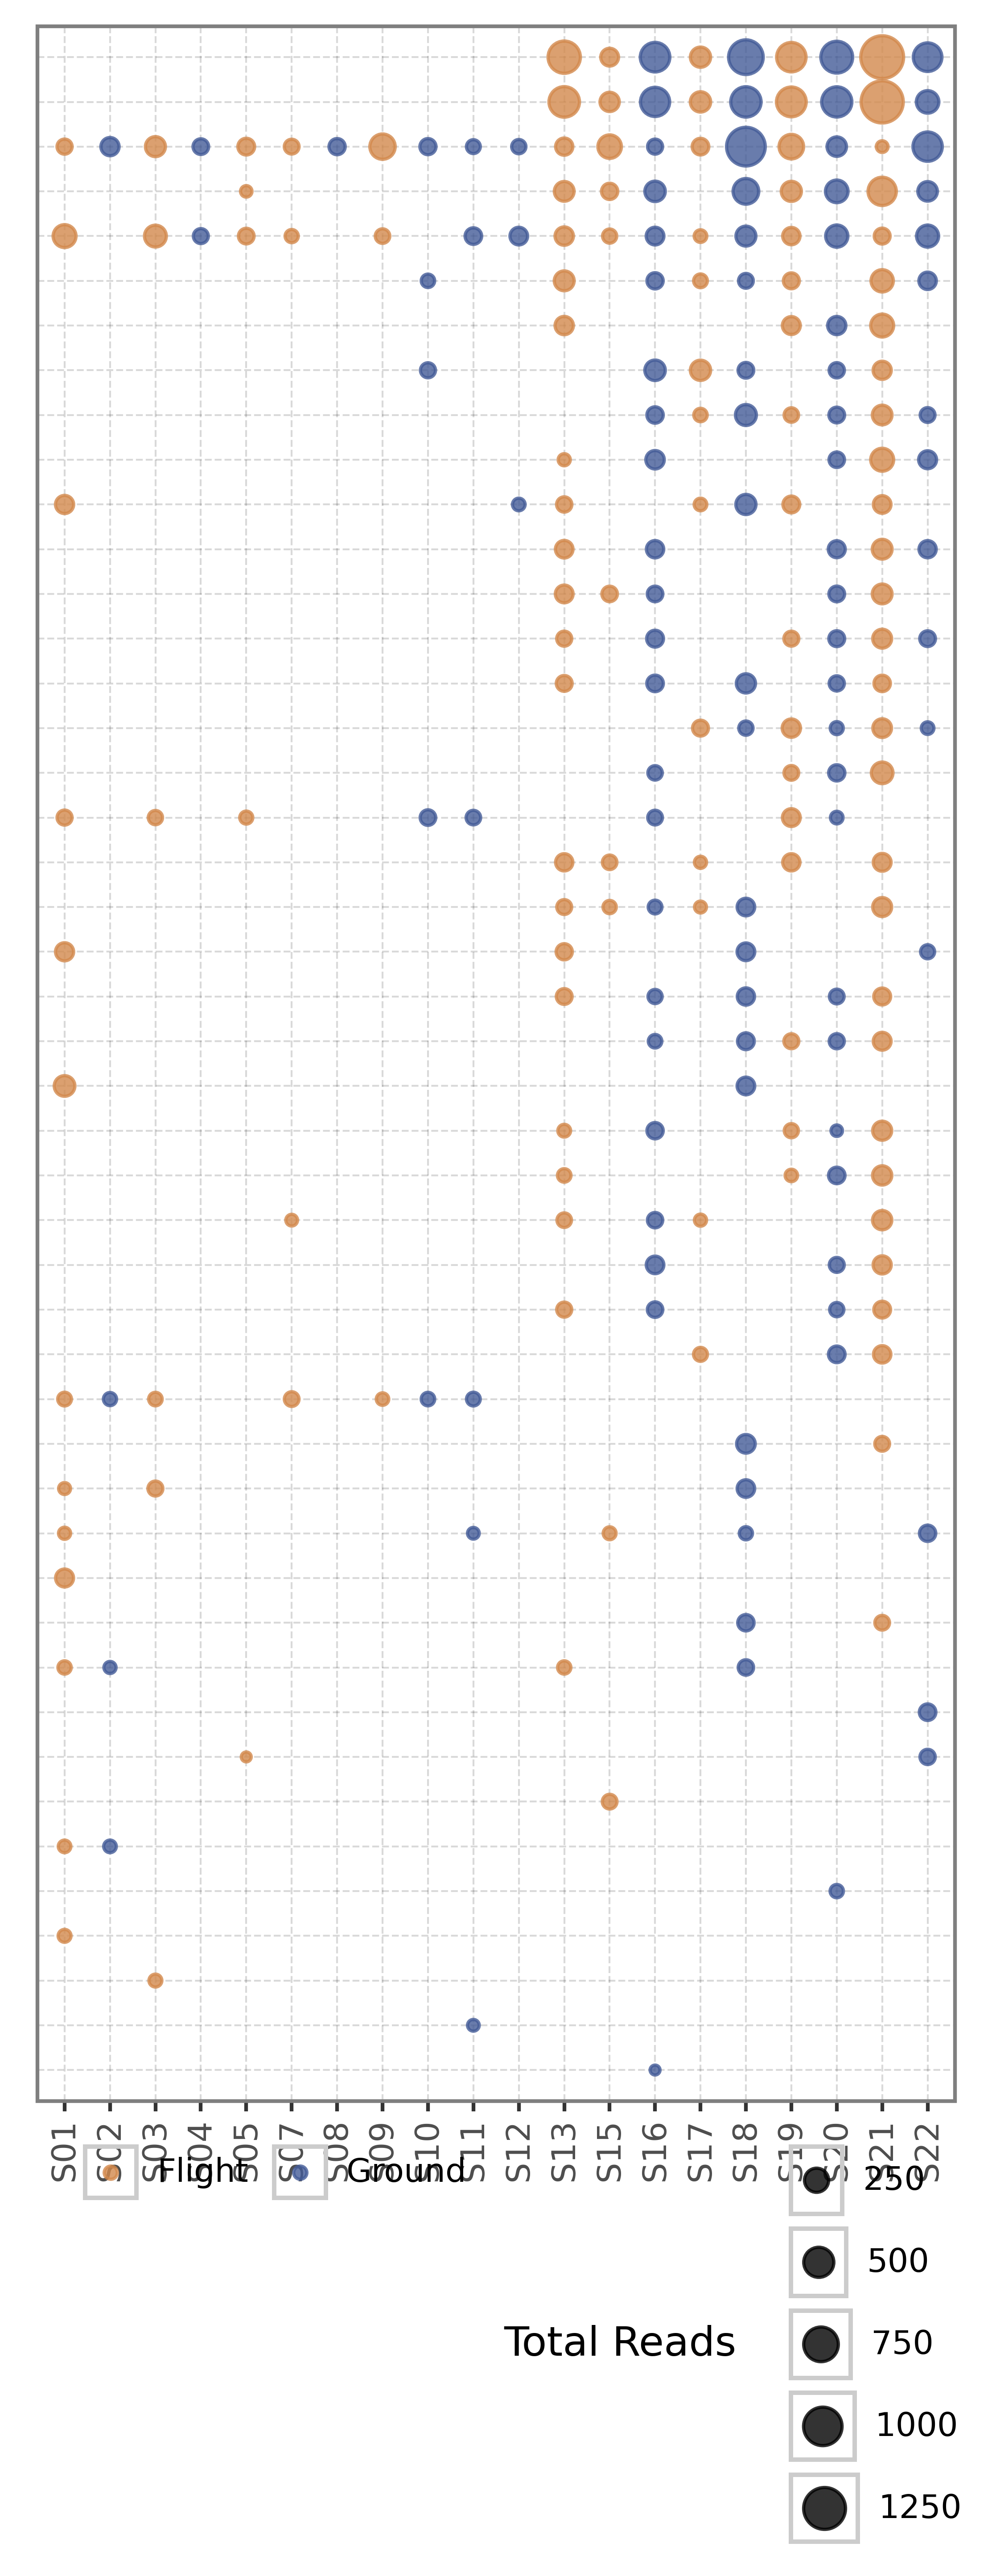 S01 S02 S03 S04 S05 S07 S08 S09 S10 S11 S12 S13 S15 S16 S17 S18 S19 S20 S21 S22
Flight Ground
250
500
Total Reads 750
1000
1250